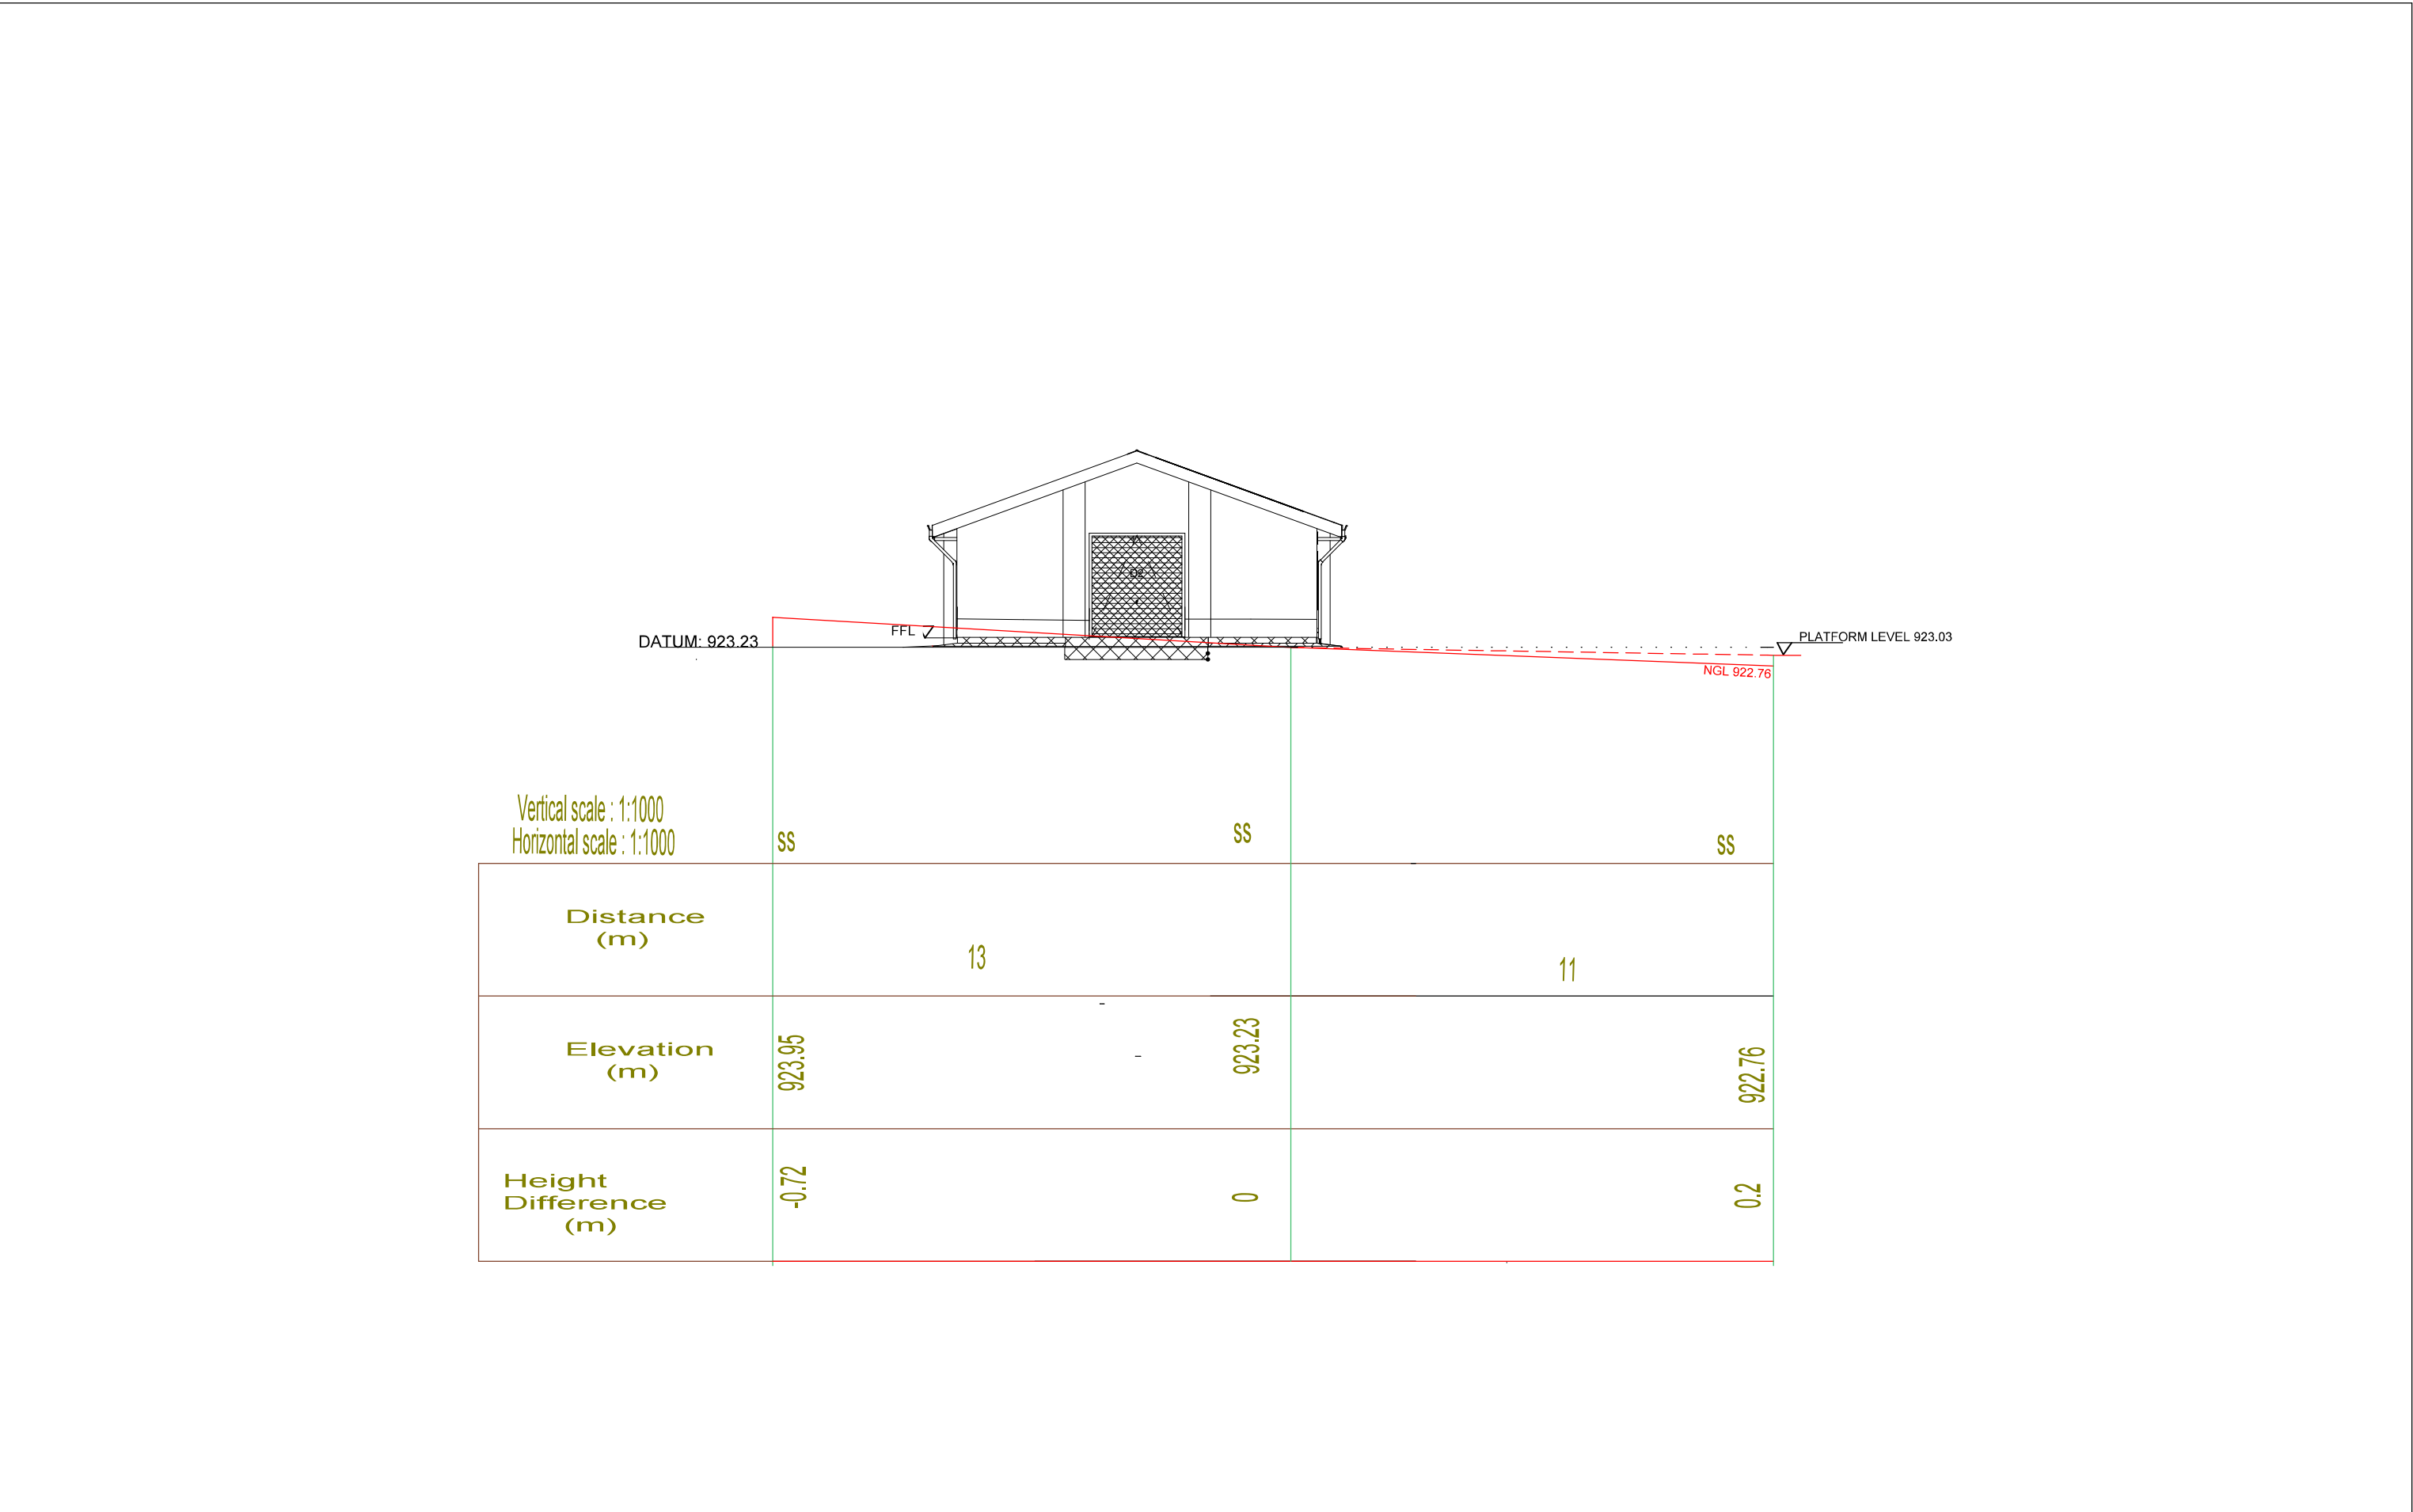 D2
FFL
DATUM: 923.23
PLATFORM LEVEL 923.03
NGL 922.76
Vertical scale : 1:1000
Horizontal scale : 1:1000
ss
ss
ss
Distance
(m)
13
11
Elevation
(m)
923.95
923.23
922.76
Height
Difference
(m)
-0.72
0
0.2